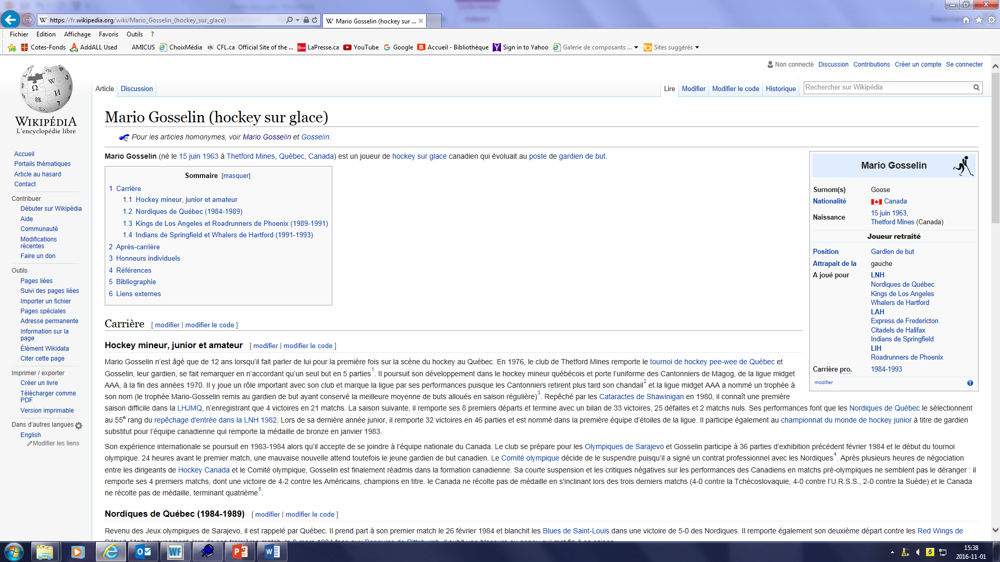 https://fr.wikipedia.org/wiki/Mario_Gosselin_(hockey_sur_glace)
W Mario Gosselin (hockey sur ...
Fichier Edition Affichage Favoris Outils ?
Cotes-Fonds AddALL Used AMICUS ChoixMédia CFL.ca Official Site of the ... LaPresse.ca YouTube Google Accueil - Bibliothèque Sign in to Yahoo Galerie de composants ... Sites suggérés
Non connecté Discussion Contributions Créer un compte Se connecter
Article Discussion Lire Modifier Modifier le code Historique Rechercher sur Wikipédia
WIKIPÉDIA
L'encyclopédie libre
Accueil
Portails thématiques
Article au hasard
Contact
Contribuer
Débuter sur Wikipédia
Aide
Communauté
Modifications
récentes
Faire un don
Outils
Pages liées
Suivi des pages liées
Importer un fichier
Pages spéciales
Adresse permanente
Information sur la
page
Élément Wikidata
Citer cette page
Imprimer / exporter
Créer un livre
Télécharger comme
PDF
Version imprimable
Dans d'autres langues
English
Modifier les liens
Mario Gosselin (hockey sur glace)
Pour les articles homonymes, voir Mario Gosselin et Gosselin.
Mario Gosselin (né le 15 juin 1963 à Thetford Mines, Québec, Canada) est un joueur de hockey sur glace canadien qui évoluait au poste de gardien de but.
Sommaire [masquer]
1 Carrière
1.1 Hockey mineur, junior et amateur
1.2 Nordiques de Québec (1984-1989)
1.3 Kings de Los Angeles et Roadrunners de Phoenix (1989-1991)
1.4 Indians de Springfield et Whalers de Hartford (1991-1993)
2 Après-carrière
3 Honneurs individuels
4 Références
5 Bibliographie
6 Liens externes
Mario Gosselin
Surnom(s) Goose
Nationalité Canada
Naissance 15 juin 1963,
Thetford Mines (Canada)
Joueur retraité
Position Gardien de but
Attrapait de la gauche
A joué pour LNH
Nordiques de Québec
Kings de Los Angeles
Whalers de Hartford
LAH
Express de Fredericton
Citadels de Halifax
Indians de Springfield
LIH
Roadrunners de Phoenix
Carrière pro. 1984-1993
modifier
Carrière [ modifier | modifier le code ]
Hockey mineur, junior et amateur [ modifier | modifier le code ]
Mario Gosselin n'est âgé que de 12 ans lorsqu'il fait parler de lui pour la première fois sur la scène du hockey au Québec. En 1976, le club de Thetford Mines remporte le tournoi de hockey pee-wee de Québec et
Gosselin, leur gardien, se fait remarquer en n'accordant qu'un seul but en 5 parties1. Il poursuit son développement dans le hockey mineur québécois et porte l'uniforme des Cantonniers de Magog, de la ligue midget
AAA, à la fin des années 1970. Il y joue un rôle important avec son club et marque la ligue par ses performances puisque les Cantonniers retirent plus tard son chandail2 et la ligue midget AAA a nommé un trophée à
son nom (le trophée Mario-Gosselin remis au gardien de but ayant conservé la meilleure moyenne de buts alloués en saison régulière)3. Repêché par les Cataractes de Shawinigan en 1980, il connaît une première
saison difficile dans la LHJMQ, n'enregistrant que 4 victoires en 21 matchs. La saison suivante, il remporte ses 8 premiers départs et termine avec un bilan de 33 victoires, 25 défaites et 2 matchs nuls. Ses performances font que les Nordiques de Québec le sélectionnent
au 55e rang du repêchage d'entrée dans la LNH 1982. Lors de sa dernière année junior, il remporte 32 victoires en 46 parties et est nommé dans la première équipe d'étoiles de la ligue. Il participe également au championnat du monde de hockey junior à titre de gardien
substitut pour l'équipe canadienne qui remporte la médaille de bronze en janvier 1983.
Son expérience internationale se poursuit en 1983-1984 alors qu'il accepte de se joindre à l'équipe nationale du Canada. Le club se prépare pour les Olympiques de Sarajevo et Gosselin participe à 36 parties d'exhibition précédent février 1984 et le début du tournoi
olympique. 24 heures avant le premier match, une mauvaise nouvelle attend toutefois le jeune gardien de but canadien. Le Comité olympique décide de le suspendre puisqu'il a signé un contrat professionnel avec les Nordiques4. Après plusieurs heures de négociation
entre les dirigeants de Hockey Canada et le Comité olympique, Gosselin est finalement réadmis dans la formation canadienne. Sa courte suspension et les critiques négatives sur les performances des Canadiens en matchs pré-olympiques ne semblent pas le déranger : il
remporte ses 4 premiers matchs, dont une victoire de 4-2 contre les Américains, champions en titre. le Canada ne récolte pas de médaille en s'inclinant lors des trois derniers matchs (4-0 contre la Tchécoslovaquie, 4-0 contre l'U.R.S.S., 2-0 contre la Suède) et le Canada
ne récolte pas de médaille, terminant quatrième5.
Nordiques de Québec (1984-1989) [ modifier | modifier le code ]
Revenu des Jeux olympiques de Sarajevo, il est rappelé par Québec. Il prend part à son premier match le 26 février 1984 et blanchit les Blues de Saint-Louis dans une victoire de 5-0 des Nordiques. Il remporte également son deuxième départ contre les Red Wings de
15:38
2016-11-01